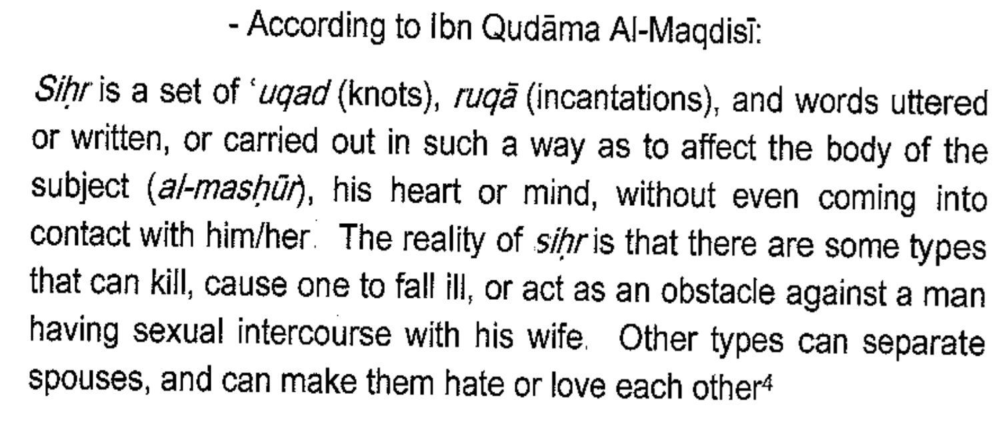 - According to Ibn Qudāma Al-Maqdisī:
Siḥr is a set of ‘uqad (knots), ruqā (incantations), and words uttered
or written, or carried out in such a way as to affect the body of the
subject (al-masḥūr), his heart or mind, without even coming into
contact with him/her. The reality of siḥr is that there are some types
that can kill, cause one to fall ill, or act as an obstacle against a man
having sexual intercourse with his wife. Other types can separate
spouses, and can make them hate or love each other⁴